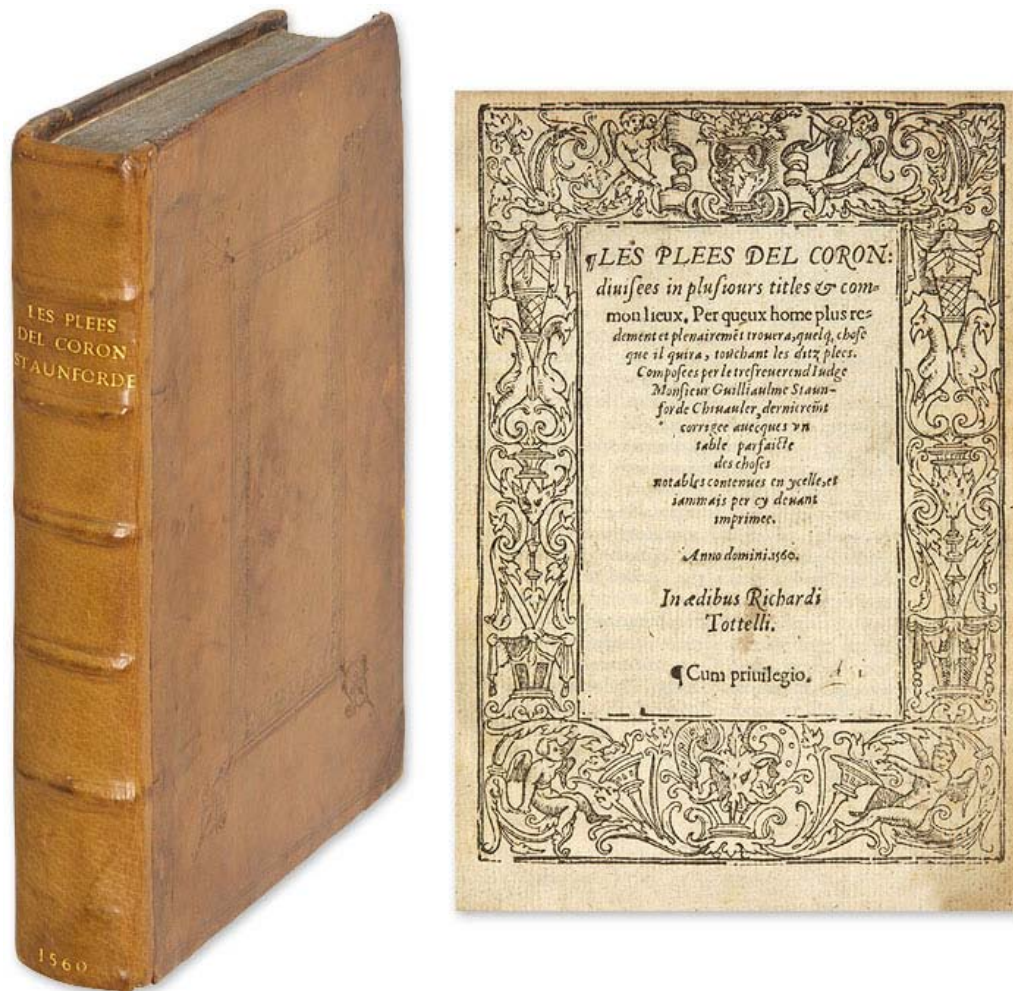 LES PLEES
DEL CORON
STAUNFORDE
1560
¶LES PLEES DEL CORON:
diuisees in plusiours titles & com-
mon lieux. Per queux home plus re-
dement et plenairemēt trouera, quelq, chose
que il quira, touchant les ditz plees.
Composees per le tresreuerend Iudge
Monsieur Guilliaulme Staun-
forde Cheualer, dernieremt
corrigee auecques vn
table parfaicte
des choses
notables contenues en ycelle, et
iammais per cy deuant
imprimee.
Anno domini.1560.
In ædibus Richardi
Tottelli.
¶Cum priuilegio.